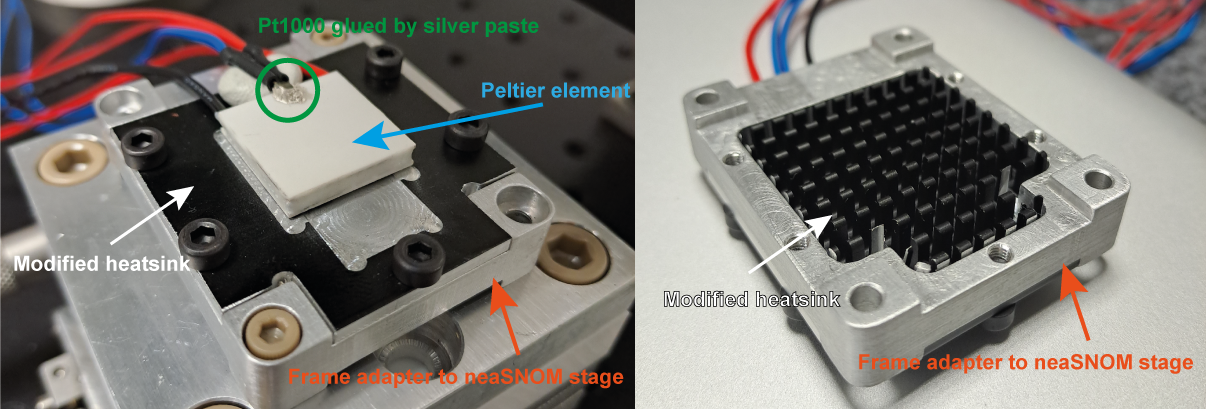 Pt1000 glued by silver paste
Peltier element
Modified heatsink
Frame adapter to neaSNOM stage
Modified heatsink
Frame adapter to neaSNOM stage